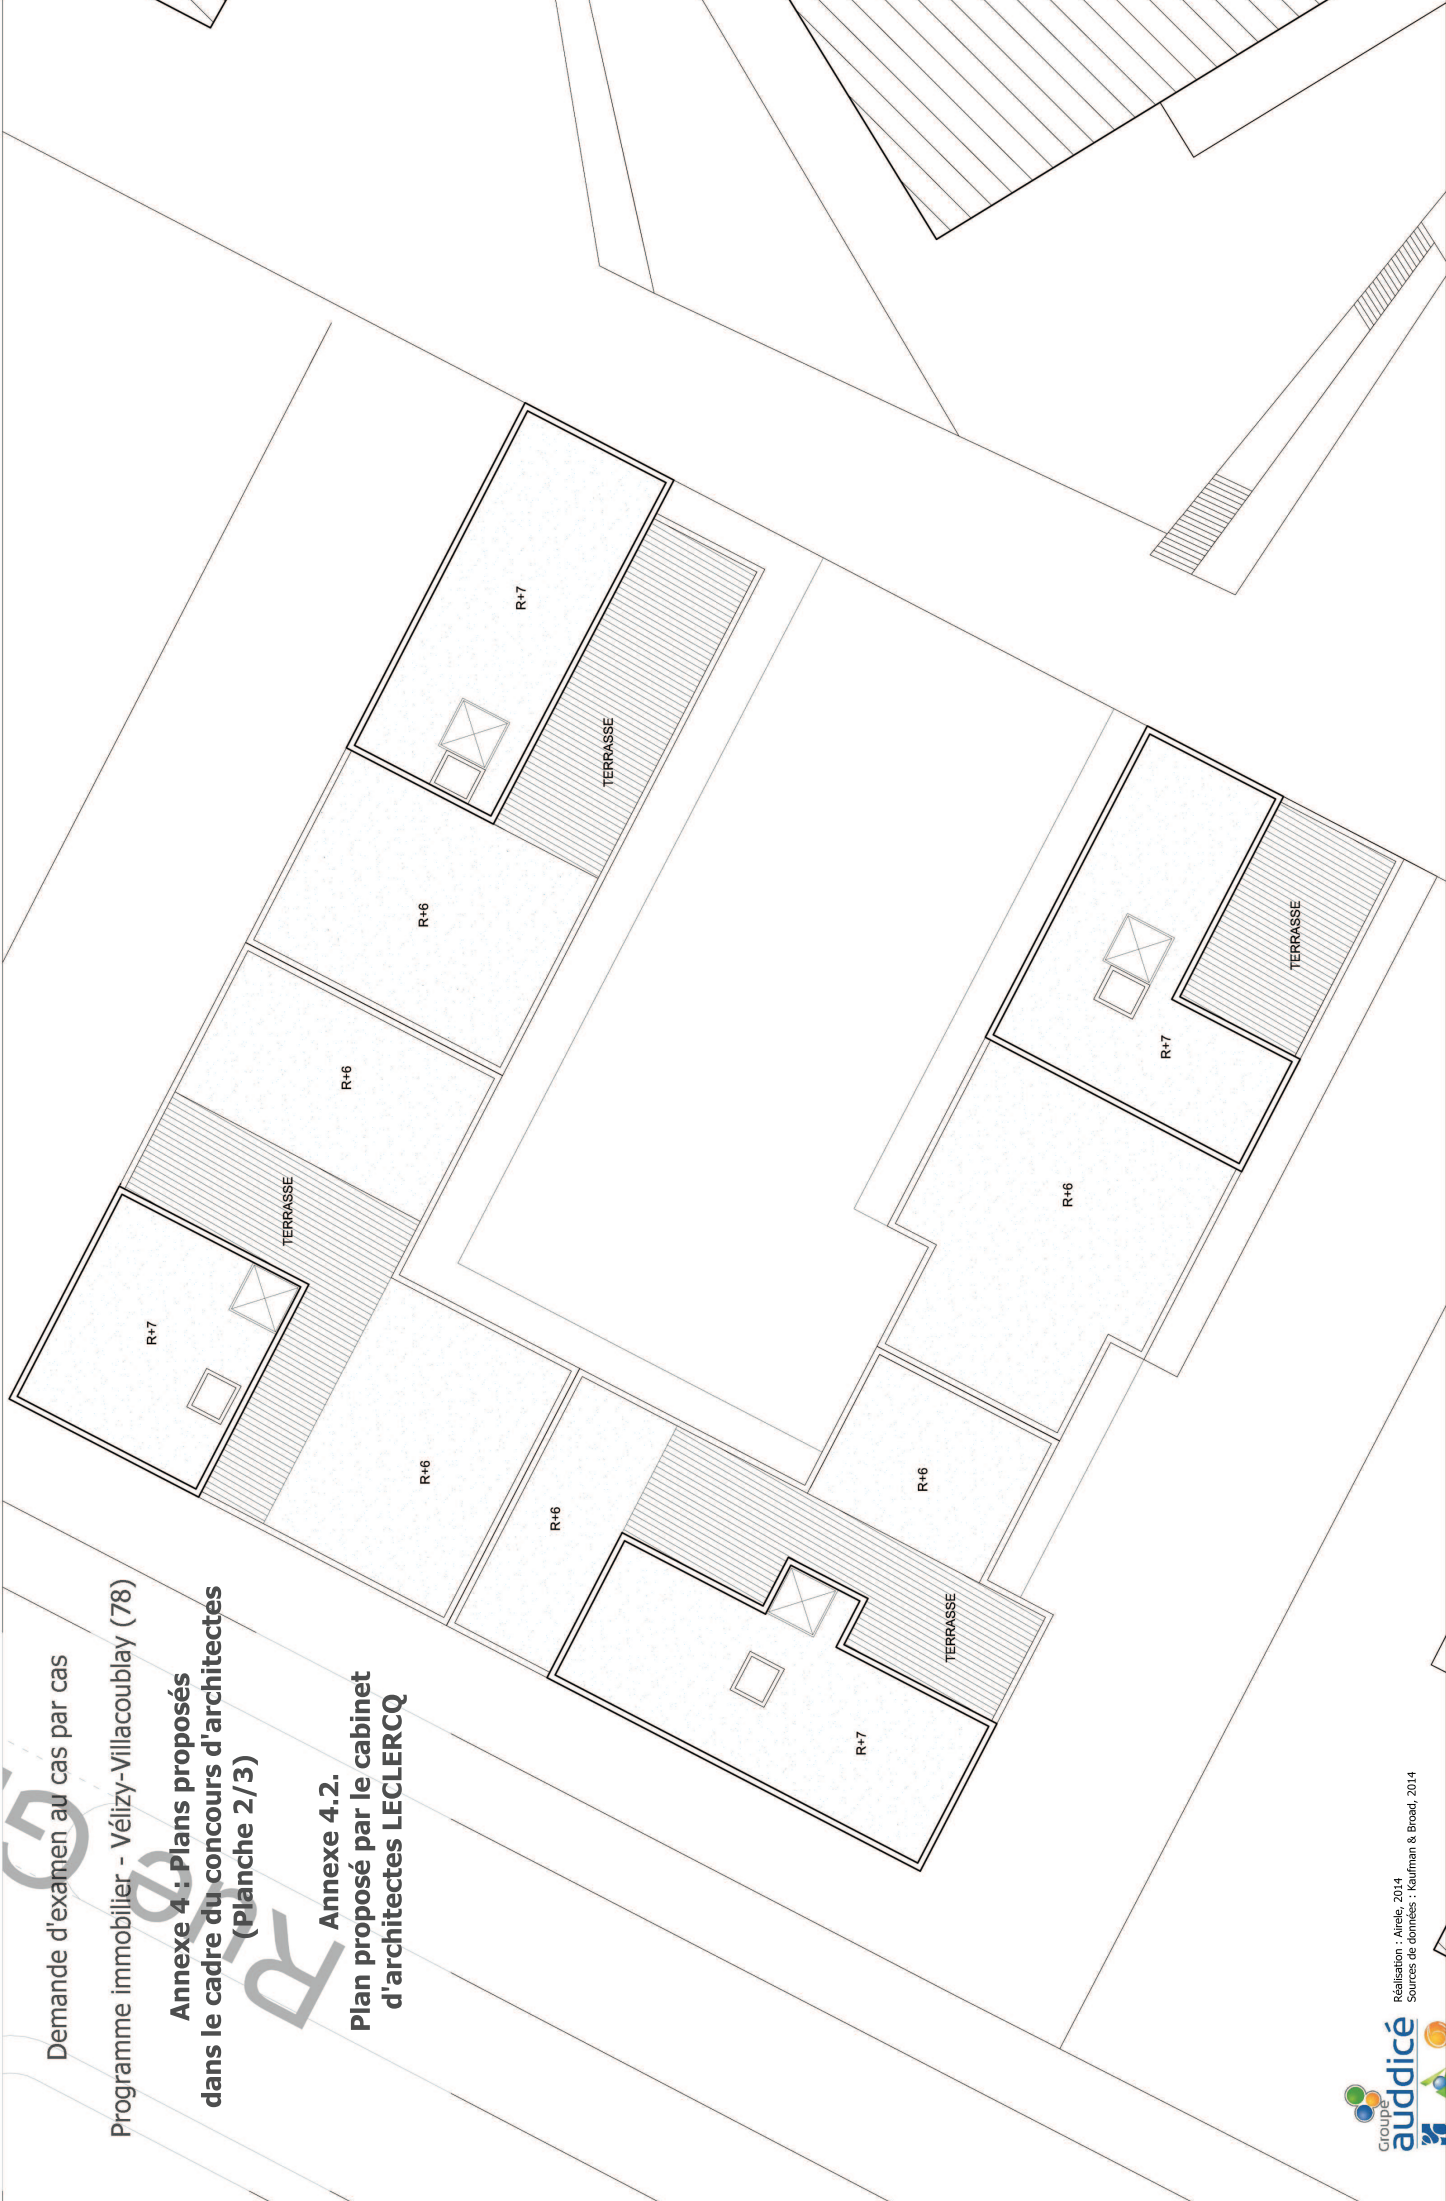 Demande d'examen au cas par cas
Programme immobilier - Vélizy-Villacoublay (78)
Annexe 4 : Plans proposés
dans le cadre du concours d'architectes
(Planche 2/3)
Annexe 4.2.
Plan proposé par le cabinet
d'architectes LECLERCQ
Rue G
R+7
TERRASSE
R+6
R+6
TERRASSE
R+7
R+6
R+6
TERRASSE
R+7
R+6
R+6
R+7
TERRASSE
Groupe
auddicé
Réalisation : Airele, 2014
Sources de données : Kaufman & Broad, 2014